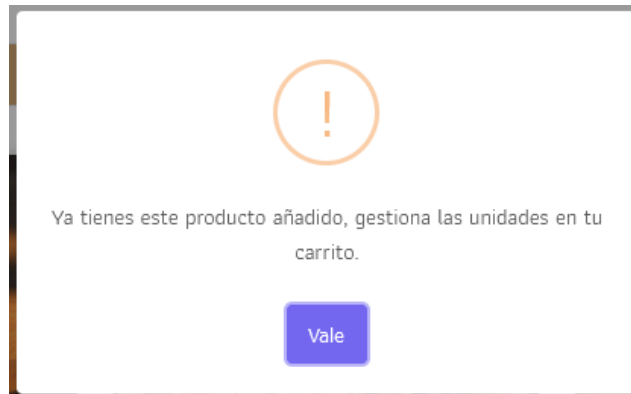 !
Ya tienes este producto añadido, gestiona las unidades en tu
carrito.
Vale